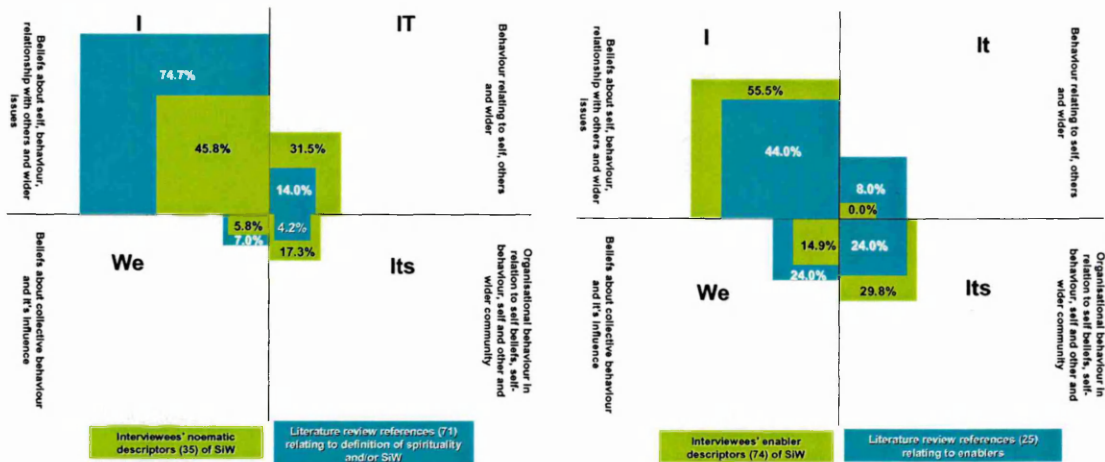 I
IT
Beliefs about self, behaviour,
relationship with others and wider
issues
Behaviour relating to self, others
and wider
74.7%
45.8%
31.5%
14.0%
5.8%
7.0%
4.2%
17.3%
We
Its
Beliefs about collective behaviour
and it's influence
Organisational behaviour in
relation to self beliefs, self-
behaviour, self and other and
wider community
Interviewees' noematic
descriptors (35) of SiW
Literature review references (71)
relating to definition of spirituality
and/or SiW
I
It
Beliefs about self, behaviour,
relationship with others and wider
issues
Behaviour relating to self, others
and wider
55.5%
44.0%
8.0%
0.0%
14.9%
24.0%
24.0%
29.8%
We
Its
Beliefs about collective behaviour
and it's influence
Organisational behaviour in
relation to self beliefs, self-
behaviour, self and other and
wider community
Interviewees' enabler
descriptors (74) of SiW
Literature review references (25)
relating to enablers